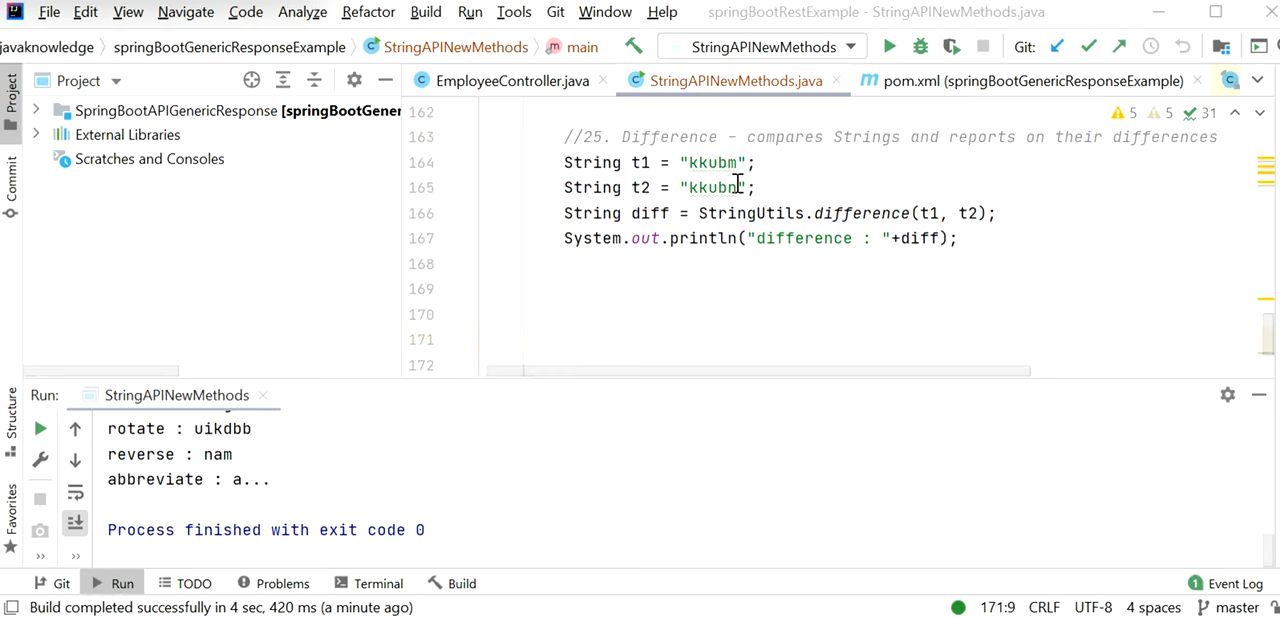 File Edit View Navigate Code Analyze Refactor Build Run Tools Git Window Help springBootRestExample - StringAPINewMethods.java
javaknowledge springBootGenericResponseExample StringAPINewMethods main StringAPINewMethods Git:
Project Project EmployeeController.java StringAPINewMethods.java pom.xml (springBootGenericResponseExample)
SpringBootAPIGenericResponse [springBootGener 162 5 5 31
External Libraries 163 //25. Difference - compares Strings and reports on their differences
Scratches and Consoles 164 String t1 = "kkubm";
Commit 165 String t2 = "kkubn";
166 String diff = StringUtils.difference(t1, t2);
167 System.out.println("difference : "+diff);
168
169
170
171
172
Run: StringAPINewMethods
Structure
rotate : uikdbb
reverse : nam
abbreviate : a...
Favorites
Process finished with exit code 0
Git Run TODO Problems Terminal Build 1 Event Log
Build completed successfully in 4 sec, 420 ms (a minute ago) 171:9 CRLF UTF-8 4 spaces master